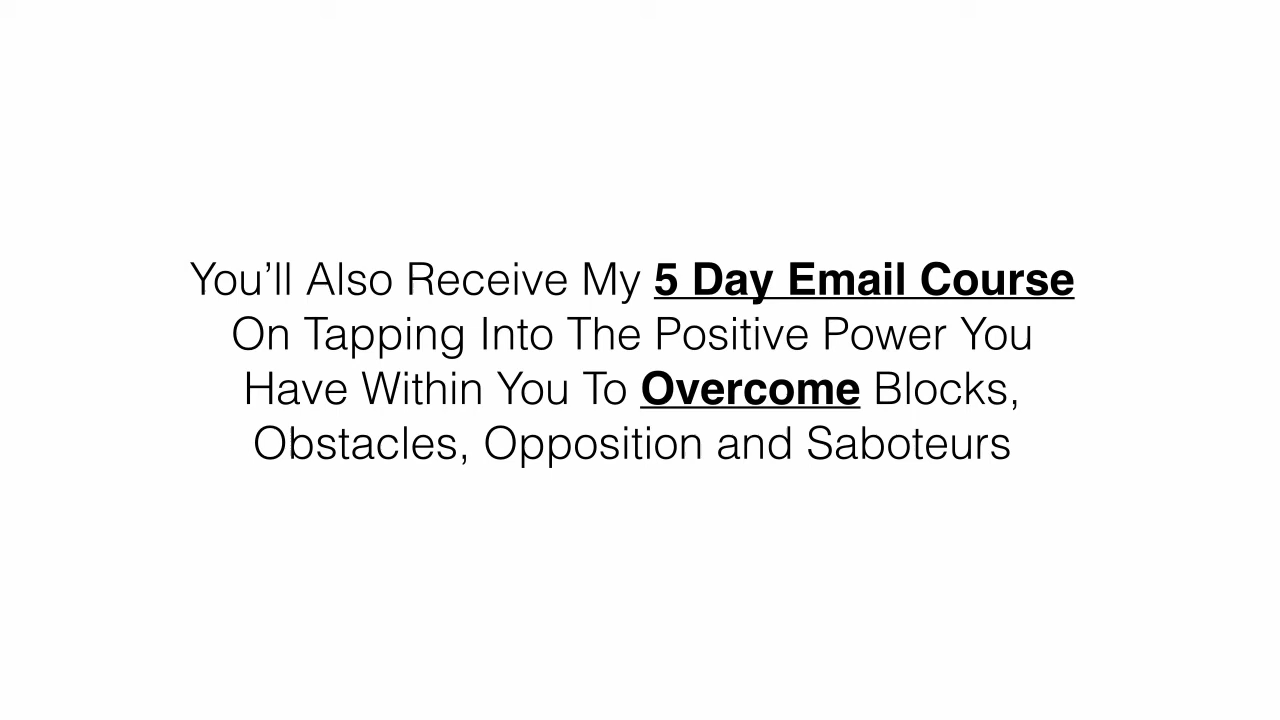 You’ll Also Receive My 5 Day Email Course
On Tapping Into The Positive Power You
Have Within You To Overcome Blocks,
Obstacles, Opposition and Saboteurs